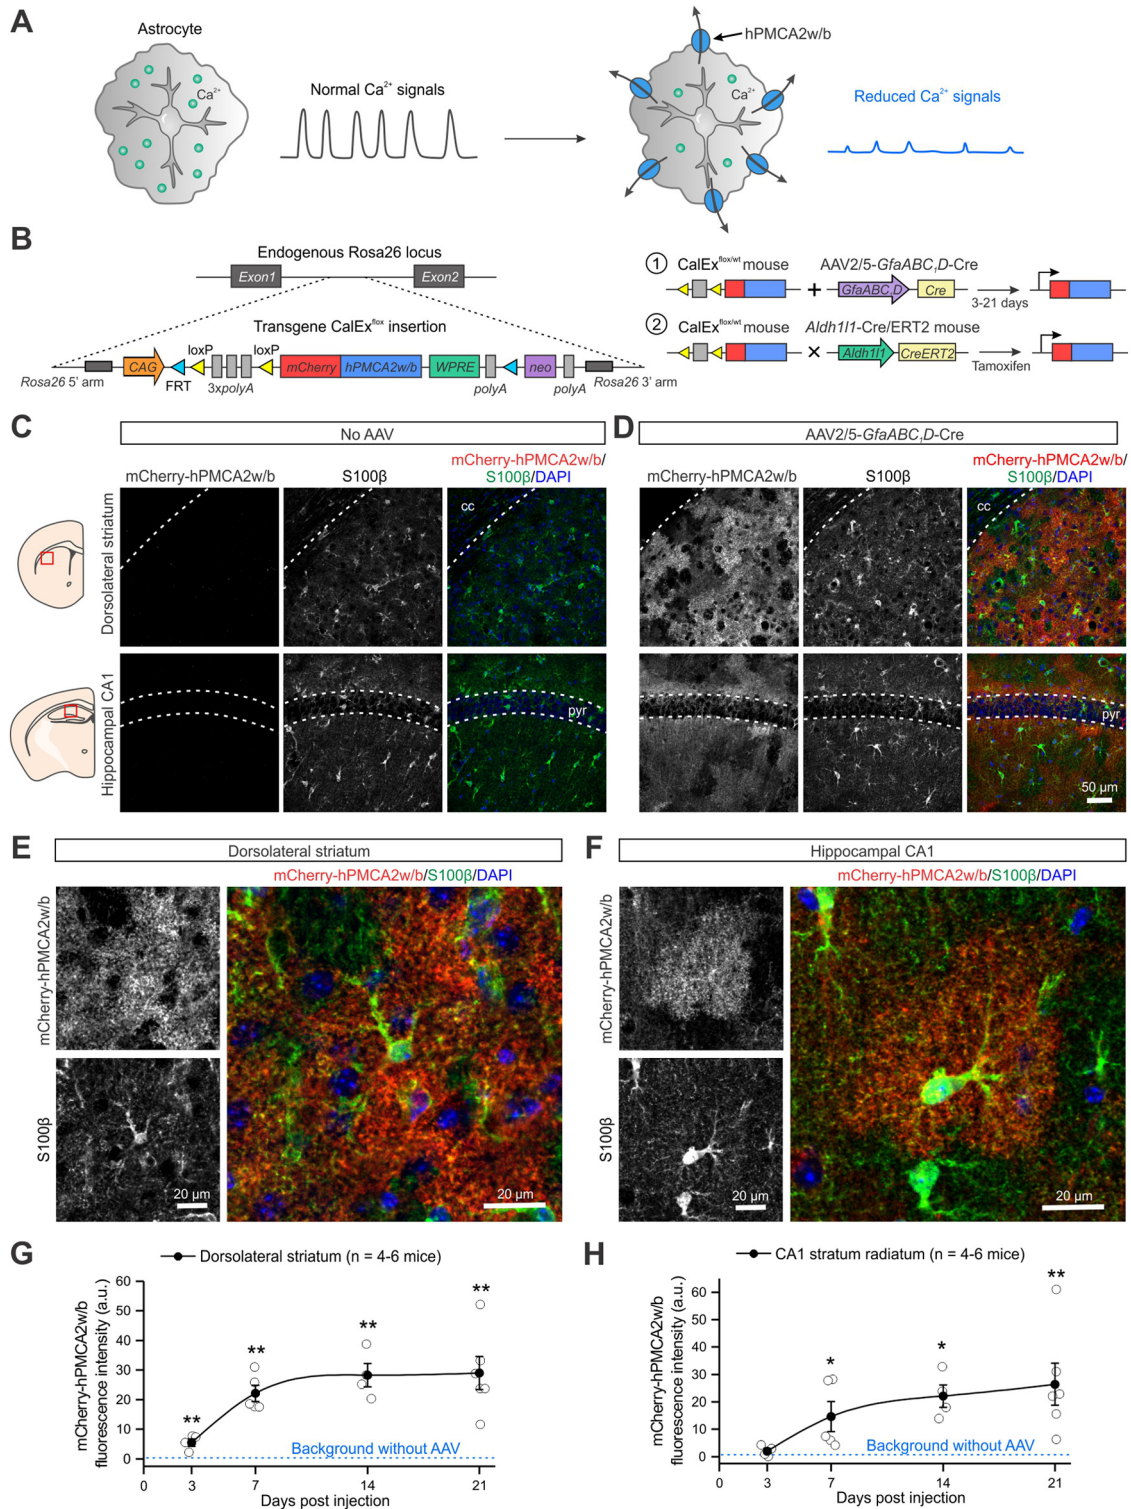 A
Astrocyte
Ca²⁺
Normal Ca²⁺ signals
hPMCA2w/b
Ca²⁺
Reduced Ca²⁺ signals
B
Endogenous Rosa26 locus
Exon1
Exon2
Transgene CalExᶠˡᵒˣ insertion
loxP
loxP
CAG
mCherry
hPMCA2w/b
WPRE
neo
Rosa26 5' arm
FRT
3xpolyA
polyA
polyA
Rosa26 3' arm
1
CalExᶠˡᵒˣ/ʷᵗ mouse
AAV2/5-GfaABC₁D-Cre
+
GfaABC₁D
Cre
3-21 days
2
CalExᶠˡᵒˣ/ʷᵗ mouse
Aldh1l1-Cre/ERT2 mouse
×
Aldh1l1
CreERT2
Tamoxifen
C
No AAV
mCherry-hPMCA2w/b
S100β
mCherry-hPMCA2w/b/
S100β/DAPI
Dorsolateral striatum
cc
Hippocampal CA1
pyr
D
AAV2/5-GfaABC₁D-Cre
mCherry-hPMCA2w/b
S100β
mCherry-hPMCA2w/b/
S100β/DAPI
cc
pyr
50 µm
E
Dorsolateral striatum
mCherry-hPMCA2w/b/S100β/DAPI
mCherry-hPMCA2w/b
S100β
20 µm
20 µm
F
Hippocampal CA1
mCherry-hPMCA2w/b/S100β/DAPI
mCherry-hPMCA2w/b
S100β
20 µm
20 µm
G
Dorsolateral striatum (n = 4-6 mice)
mCherry-hPMCA2w/b
fluorescence intensity (a.u.)
60
50
40
30
20
10
0
**
**
**
**
Background without AAV
0
3
7
14
21
Days post injection
H
CA1 stratum radiatum (n = 4-6 mice)
mCherry-hPMCA2w/b
fluorescence intensity (a.u.)
60
50
40
30
20
10
0
*
*
**
Background without AAV
0
3
7
14
21
Days post injection